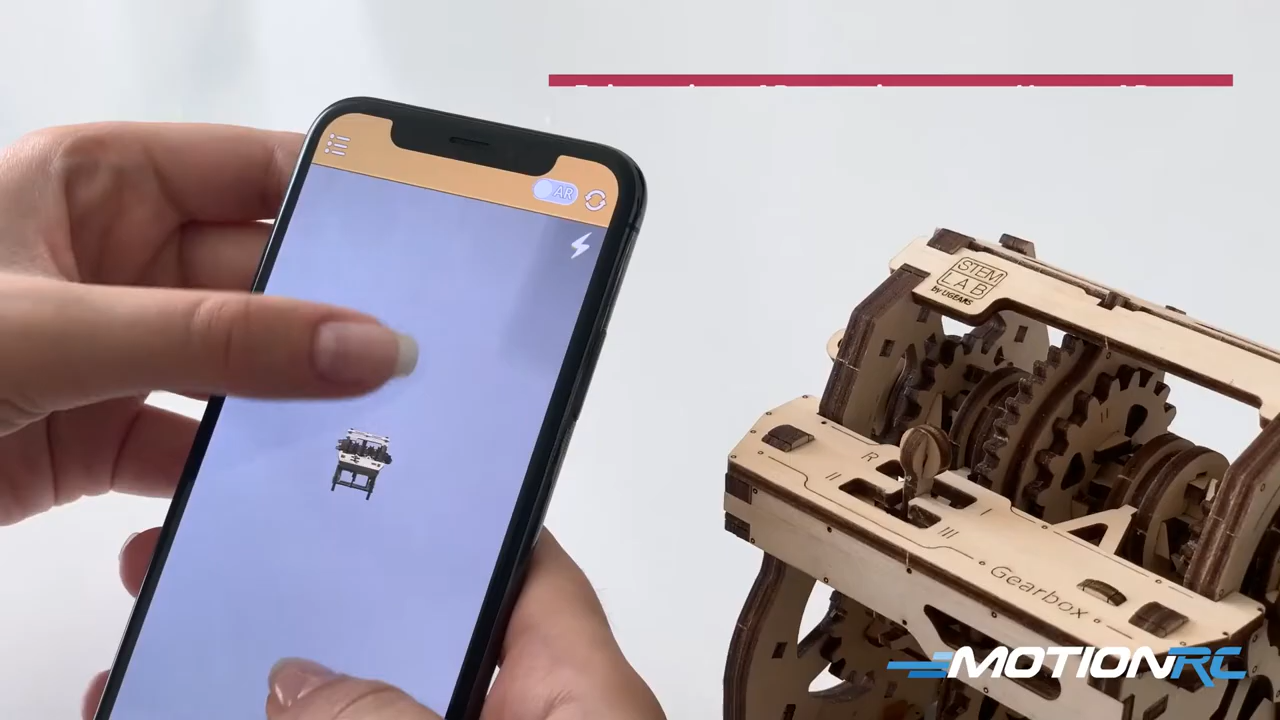 AR
STEM
LAB
BY UGEARS
R
II
I
III
Gearbox
MOTIONRC